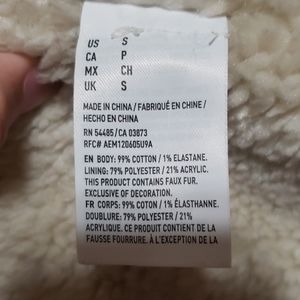 US S
CA P
MX CH
UK S
MADE IN CHINA / FABRIQUÉ EN CHINE /
HECHO EN CHINA
RN 54485/CA 03873
RFC# AEM120605U9A
EN BODY: 99% COTTON / 1% ELASTANE.
LINING: 79% POLYESTER / 21% ACRYLIC.
THIS PRODUCT CONTAINS FAUX FUR.
EXCLUSIVE OF DECORATION.
FR CORPS: 99% COTON / 1% ÉLASTHANNE.
DOUBLURE: 79% POLYESTER / 21%
ACRYLIQUE. CE PRODUIT CONTIENT DE LA
FAUSSE FOURRURE. À L'EXCEPTION DE LA